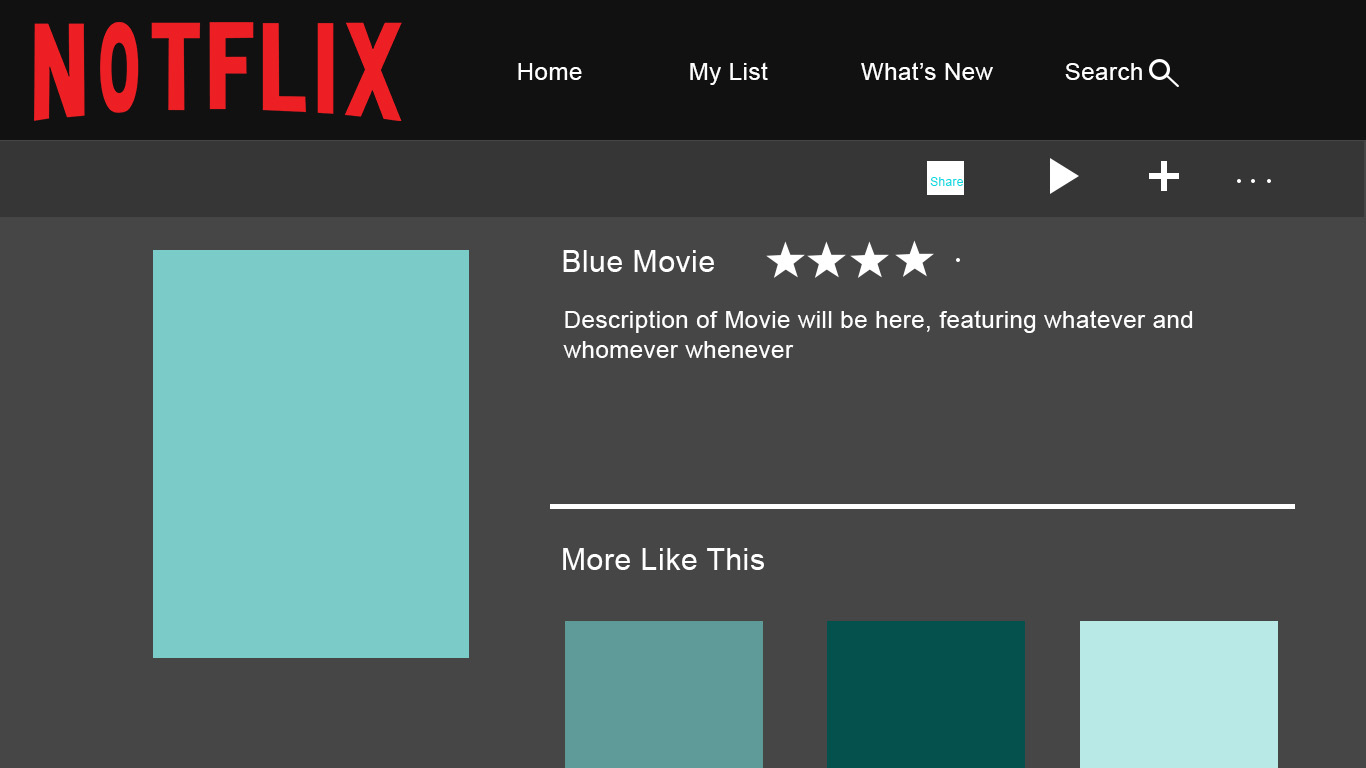 NOTFLIX
Home
My List
What’s New
Search
Share
Blue Movie
Description of Movie will be here, featuring whatever and
whomever whenever
More Like This